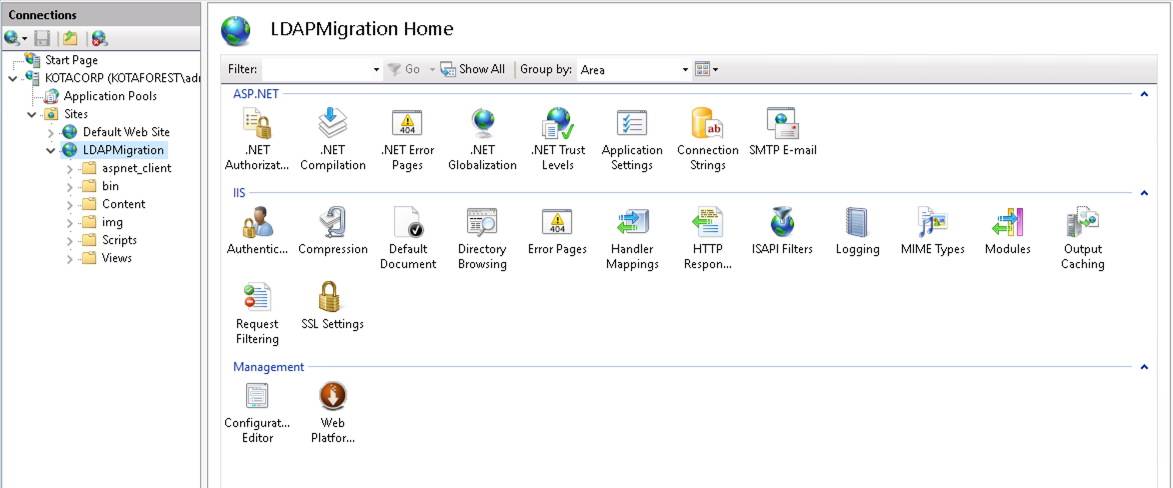 Connections
Start Page
KOTACORP (KOTAFOREST\adı
Application Pools
Sites
Default Web Site
LDAPMigration
aspnet_client
bin
Content
img
Scripts
Views
LDAPMigration Home
Filter: Go Show All Group by: Area
ASP.NET
.NET Authorizat...
.NET Compilation
404
.NET Error Pages
.NET Globalization
.NET Trust Levels
Application Settings
ab
Connection Strings
SMTP E-mail
IIS
Authentic...
Compression
Default Document
Directory Browsing
404
Error Pages
Handler Mappings
HTTP Respon...
ISAPI Filters
Logging
MIME Types
Modules
Output Caching
Request Filtering
SSL Settings
Management
Configurat... Editor
Web Platfor...